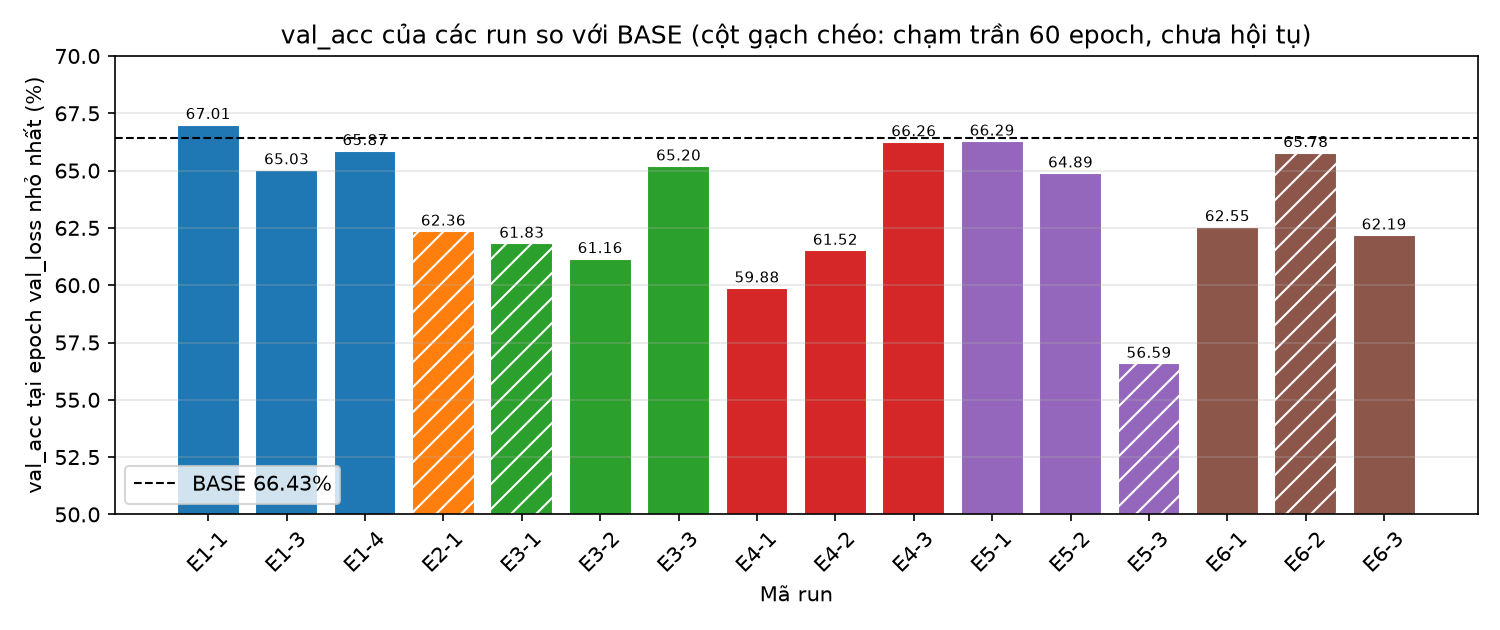 val_acc của các run so với BASE (cột gạch chéo: chạm trần 60 epoch, chưa hội tụ)
val_acc tại epoch val_loss nhỏ nhất (%)
70.0
67.5
65.0
62.5
60.0
57.5
55.0
52.5
50.0
67.01
65.03
65.87
62.36
61.83
61.16
65.20
59.88
61.52
66.26
66.29
64.89
56.59
62.55
65.78
62.19
BASE 66.43%
E1-1
E1-3
E1-4
E2-1
E3-1
E3-2
E3-3
E4-1
E4-2
E4-3
E5-1
E5-2
E5-3
E6-1
E6-2
E6-3
Mã run